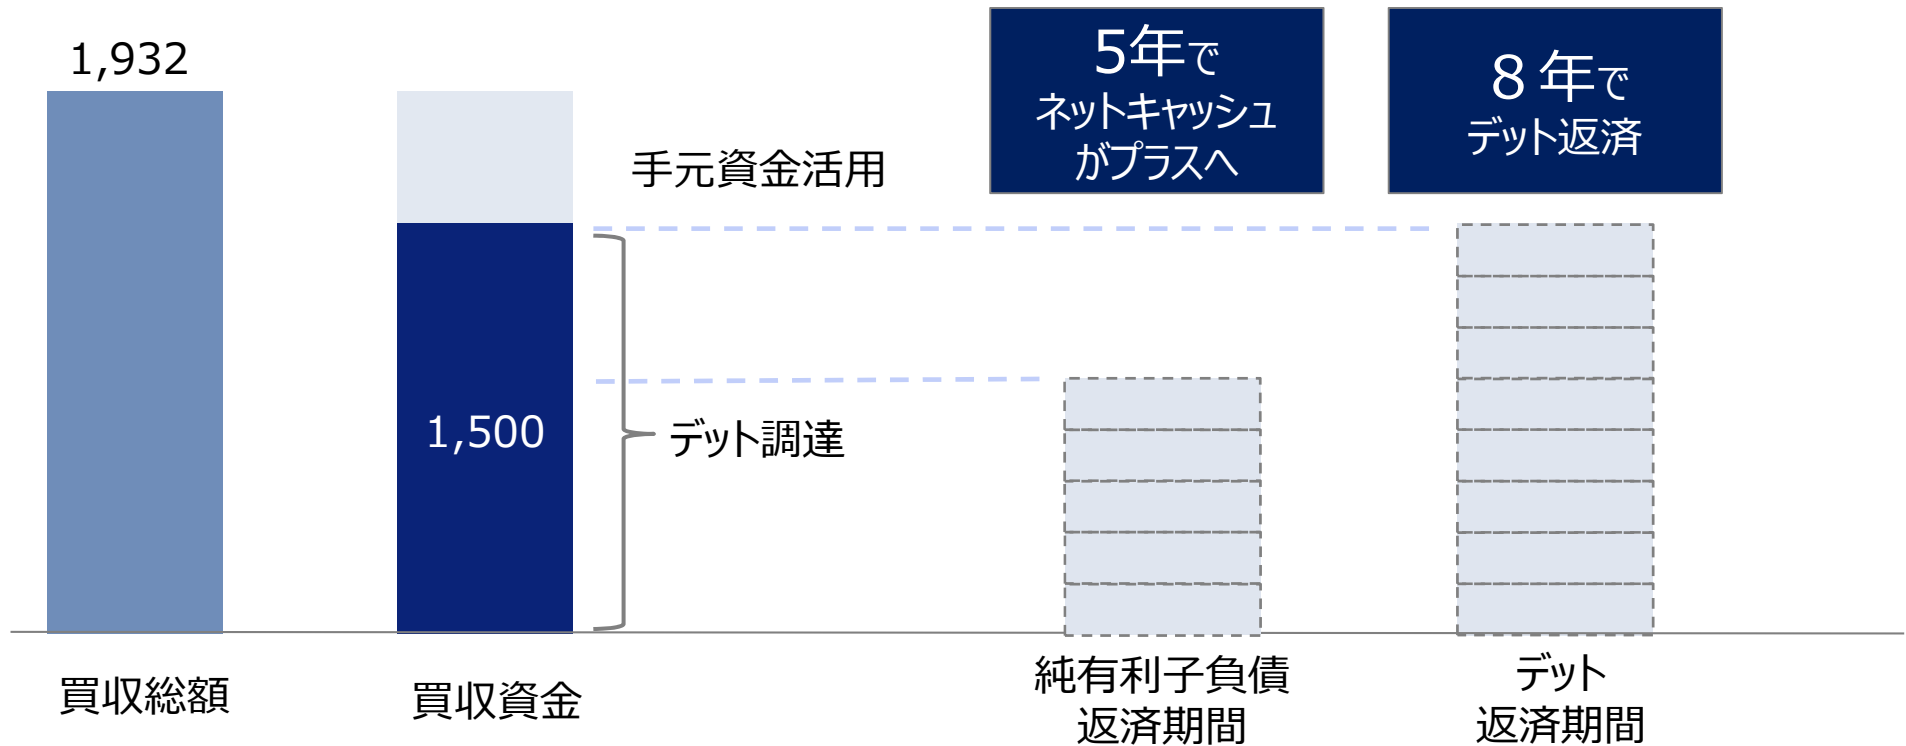 1,932
5年で
ネットキャッシュ
がプラスへ
８年で
デット返済
手元資金活用
1,500
デット調達
買収総額
買収資金
純有利子負債
返済期間
デット
返済期間